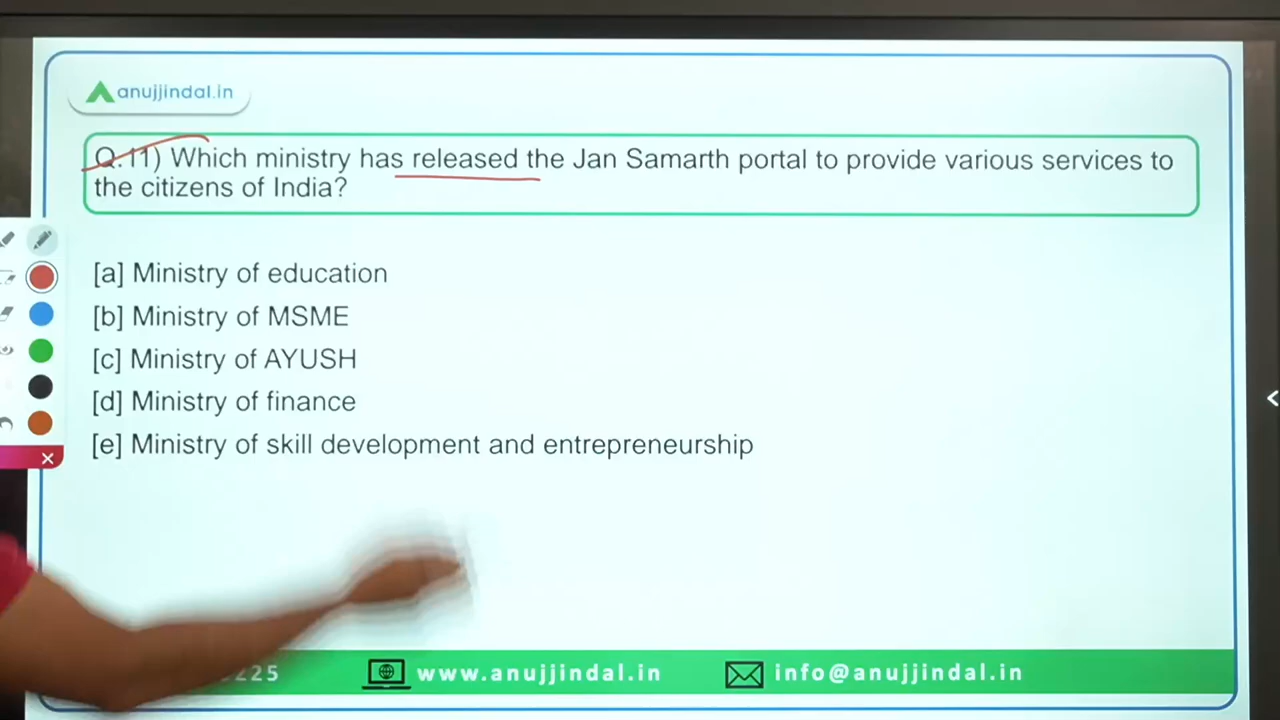 anujjindal.in
Q.11) Which ministry has released the Jan Samarth portal to provide various services to
the citizens of India?
[a] Ministry of education
[b] Ministry of MSME
[c] Ministry of AYUSH
[d] Ministry of finance
[e] Ministry of skill development and entrepreneurship
225 www.anujjindal.in info@anujjindal.in